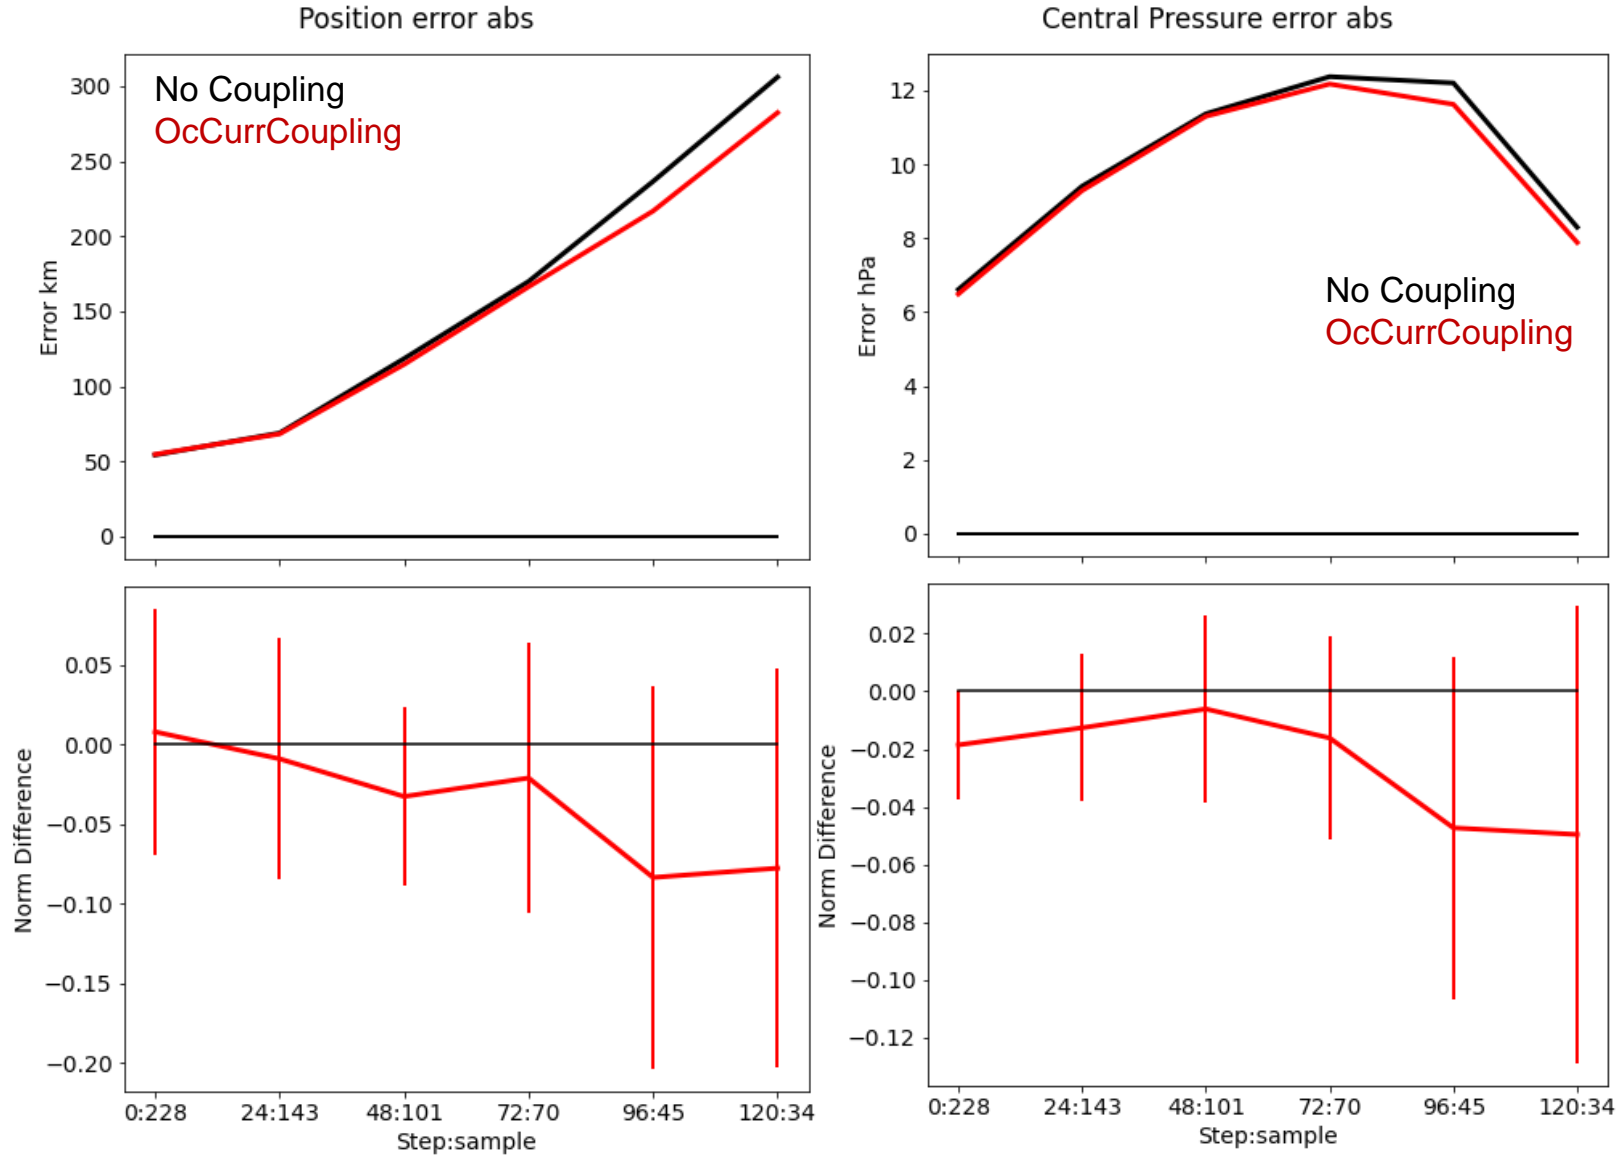 Position error abs
No Coupling
OcCurrCoupling
300
250
200
150
100
50
0
Error km
Central Pressure error abs
12
10
8
6
4
2
0
Error hPa
No Coupling
OcCurrCoupling
0.05
0.00
−0.05
−0.10
−0.15
−0.20
Norm Difference
0:228 24:143 48:101 72:70 96:45 120:34
Step:sample
0.02
0.00
−0.02
−0.04
−0.06
−0.08
−0.10
−0.12
Norm Difference
0:228 24:143 48:101 72:70 96:45 120:34
Step:sample